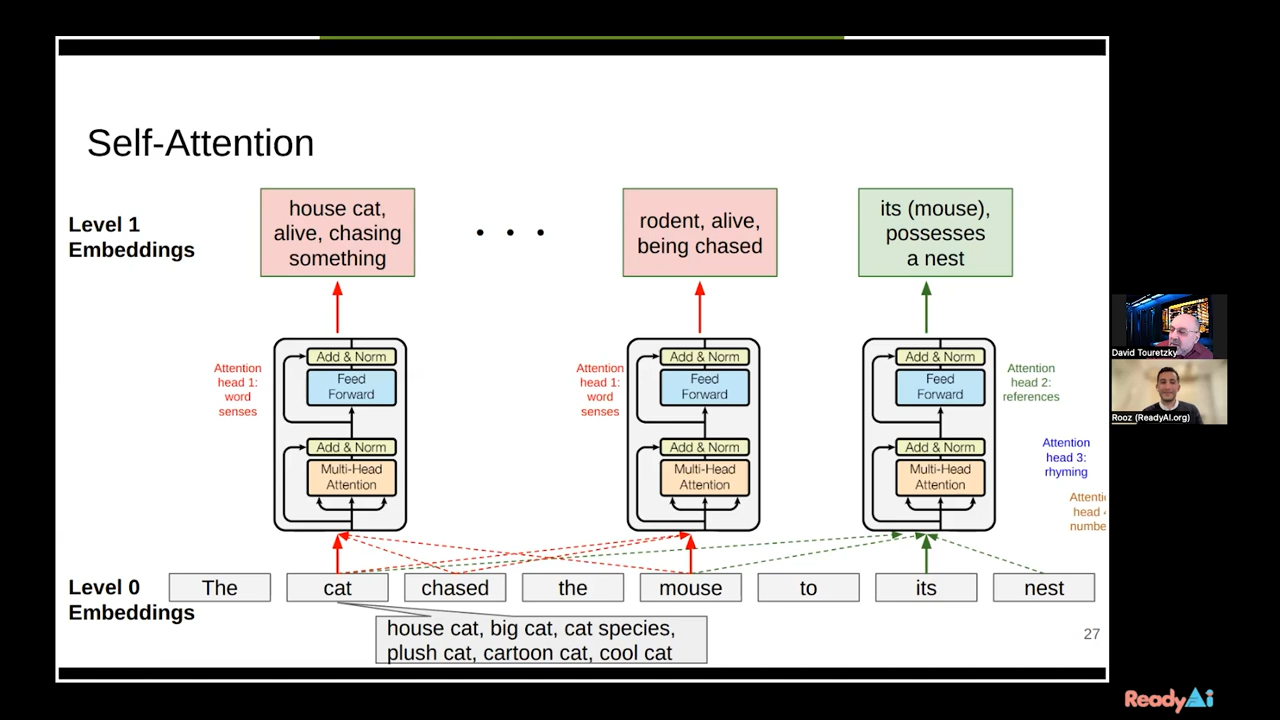 Self-Attention
Level 1
Embeddings
house cat,
alive, chasing
something
. . .
rodent, alive,
being chased
its (mouse),
possesses
a nest
Attention
head 1:
word
senses
Add & Norm
Feed
Forward
Add & Norm
Multi-Head
Attention
Attention
head 1:
word
senses
Add & Norm
Feed
Forward
Add & Norm
Multi-Head
Attention
Add & Norm
Feed
Forward
Add & Norm
Multi-Head
Attention
Attention
head 2:
references
Attention
head 3:
rhyming
Attentio
head 4
numbe
Level 0
Embeddings
The
cat
chased
the
mouse
to
its
nest
house cat, big cat, cat species,
plush cat, cartoon cat, cool cat
27
David Touretzky
Rooz (ReadyAI.org)
ReadyAi